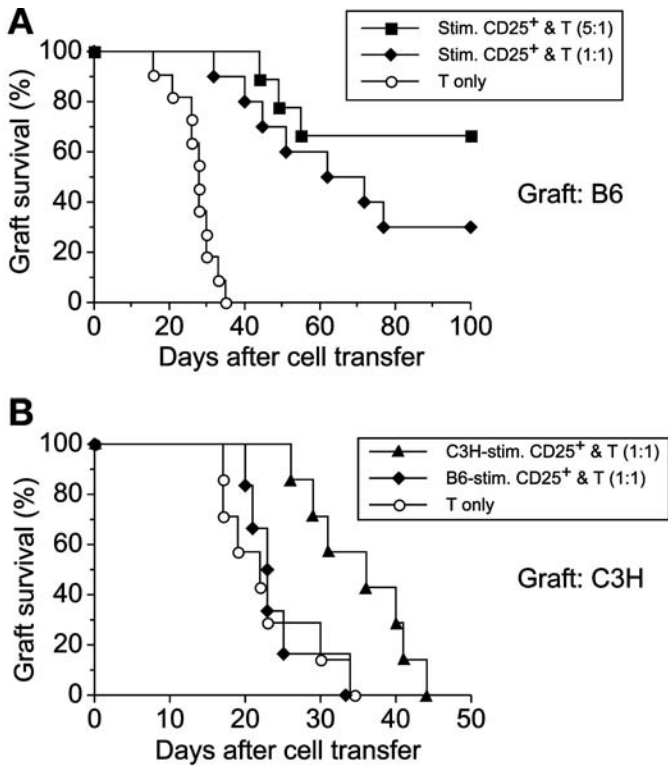 A
Graft survival (%)
100
80
60
40
20
0
0 20 40 60 80 100
Days after cell transfer
Stim. CD25+ & T (5:1)
Stim. CD25+ & T (1:1)
T only
Graft: B6
B
Graft survival (%)
100
80
60
40
20
0
0 10 20 30 40 50
Days after cell transfer
C3H-stim. CD25+ & T (1:1)
B6-stim. CD25+ & T (1:1)
T only
Graft: C3H